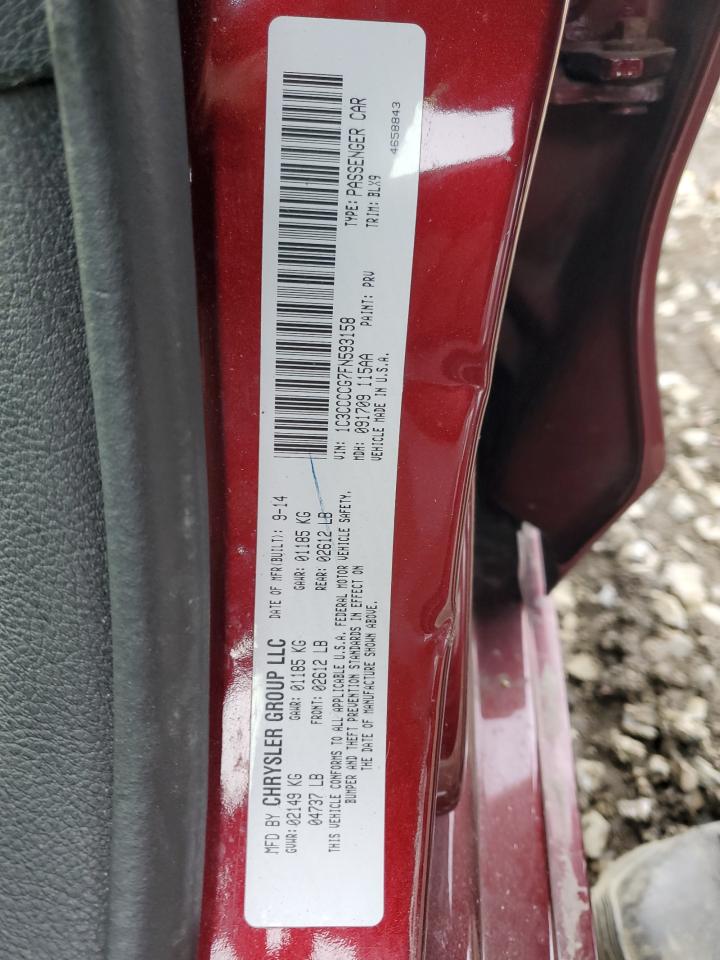 MFD BY CHRYSLER GROUP LLC DATE OF MFR(BUILT): 9-14
GVWR: 02149 KG GAWR: 01185 KG GAWR: 01185 KG
04737 LB FRONT: 02612 LB REAR: 02612 LB
THIS VEHICLE CONFORMS TO ALL APPLICABLE U.S.A. FEDERAL MOTOR VEHICLE SAFETY,
BUMPER AND THEFT PREVENTION STANDARDS IN EFFECT ON
THE DATE OF MANUFACTURE SHOWN ABOVE.
VIN: 1C3CCCCG7FN593158 TYPE: PASSENGER CAR
MDH: 091709 115AA PAINT: PRV TRIM: BLX9
VEHICLE MADE IN U.S.A. 4658843